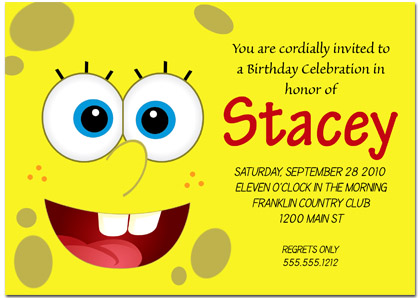 You are cordially invited to
a Birthday Celebration in
honor of
Stacey
SATURDAY, SEPTEMBER 28 2010
ELEVEN O'CLOCK IN THE MORNING
FRANKLIN COUNTRY CLUB
1200 MAIN ST
REGRETS ONLY
555.555.1212